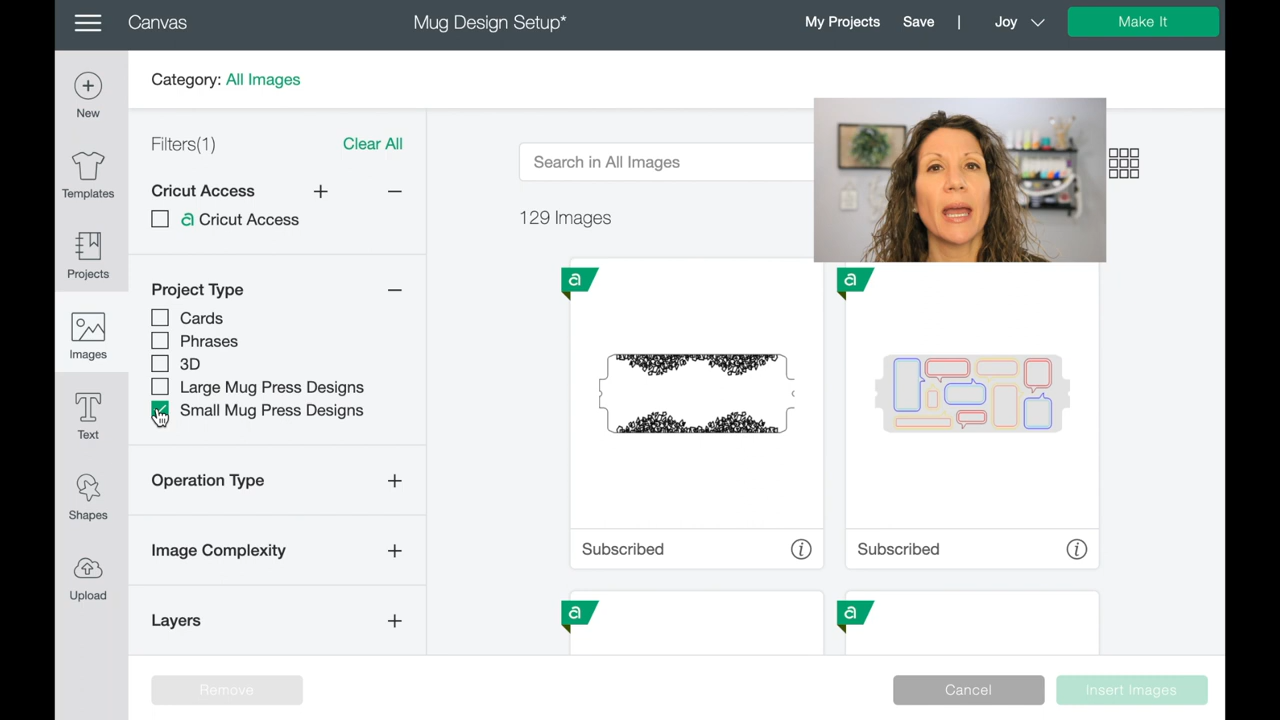 Canvas
Mug Design Setup*
My Projects
Save
|
Joy
Make It
New
Templates
Projects
Images
Text
Shapes
Upload
Category: All Images
Filters(1)
Clear All
Cricut Access
a Cricut Access
Project Type
Cards
Phrases
3D
Large Mug Press Designs
Small Mug Press Designs
Operation Type
Image Complexity
Layers
Search in All Images
129 Images
a
a
Subscribed
Subscribed
a
a
Remove
Cancel
Insert Images